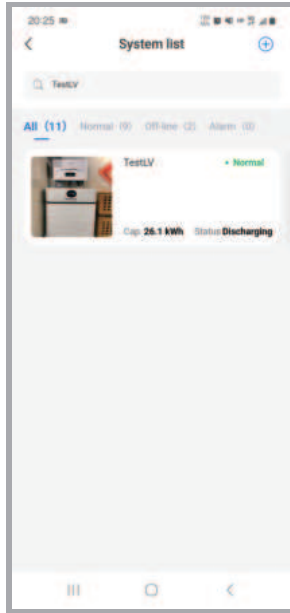 20:25
System list
TestLV
All (11) Normal (9) Off-line (2) Alarm (0)
TestLV • Normal
Cap 26.1 kWh Status Discharging